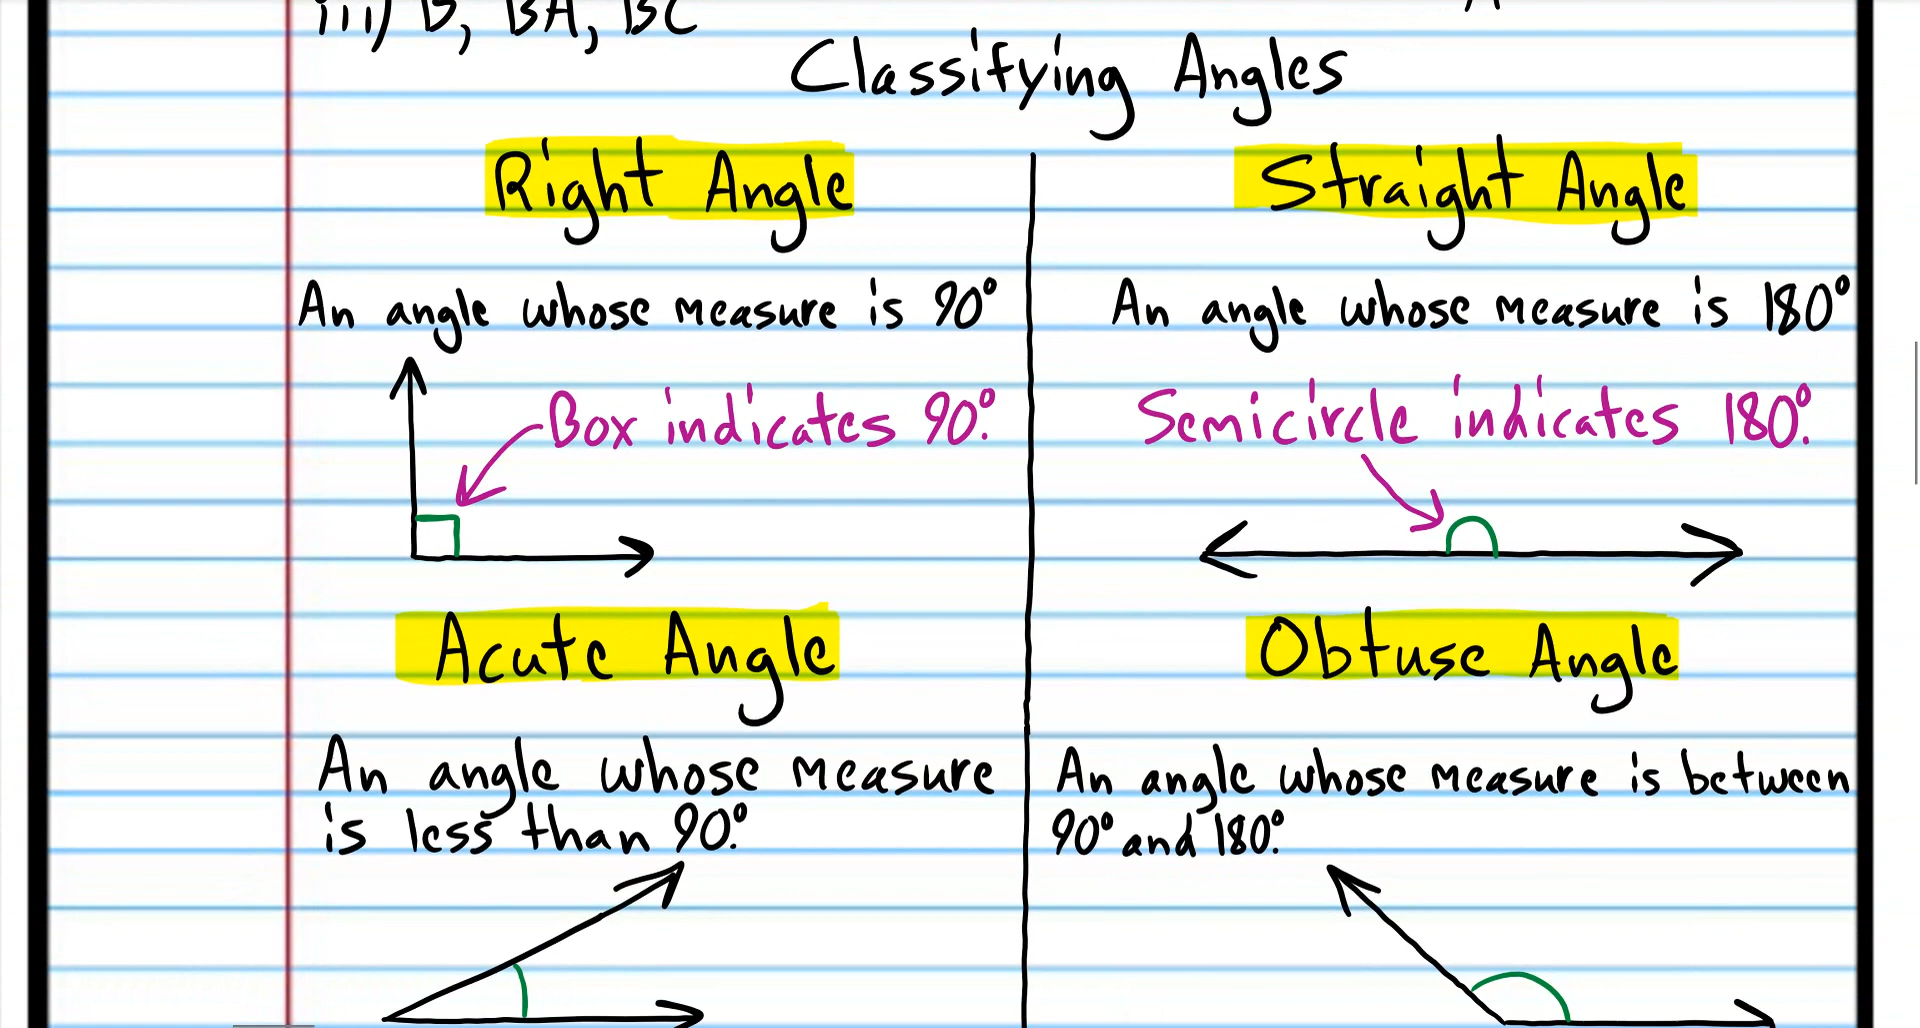 iii) B, BA, BC
A
Classifying Angles
Right Angle
An angle whose measure is 90°
Box indicates 90°.
Straight Angle
An angle whose measure is 180°
Semicircle indicates 180°.
Acute Angle
An angle whose measure
is less than 90°.
Obtuse Angle
An angle whose measure is between
90° and 180°.